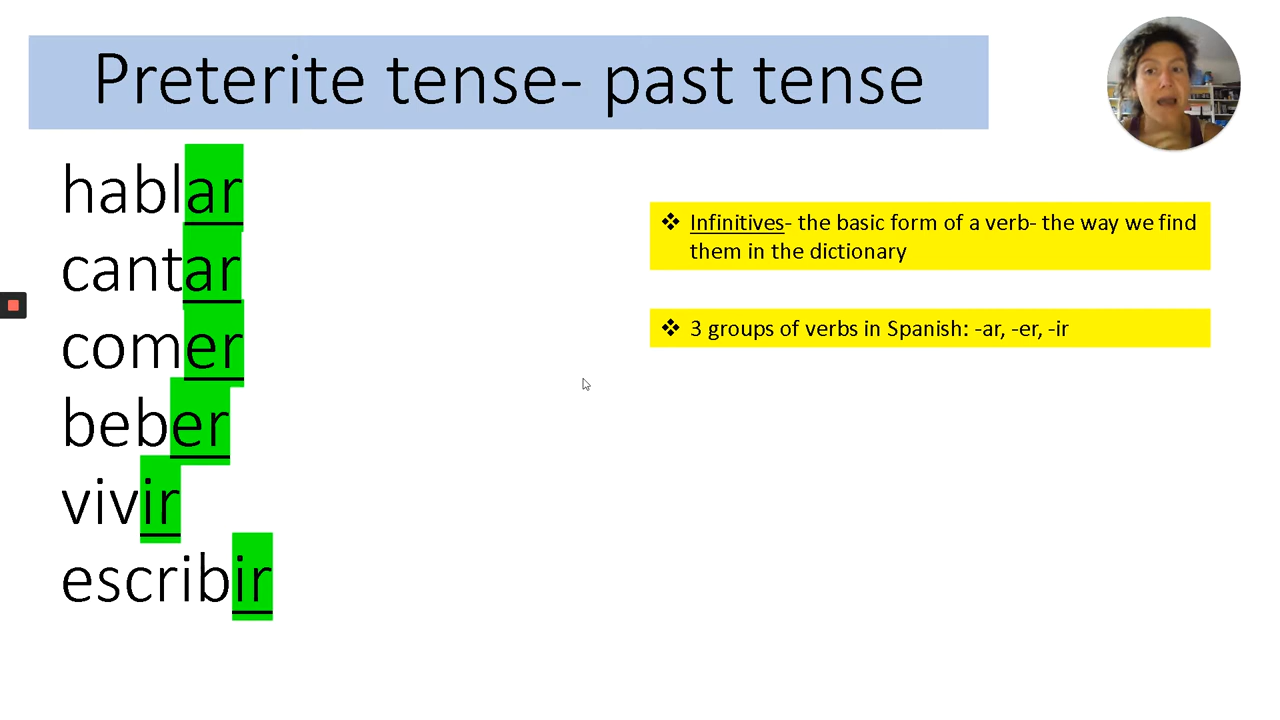 Preterite tense- past tense
hablar
cantar
comer
beber
vivir
escribir
❖ Infinitives- the basic form of a verb- the way we find
them in the dictionary
❖ 3 groups of verbs in Spanish: -ar, -er, -ir